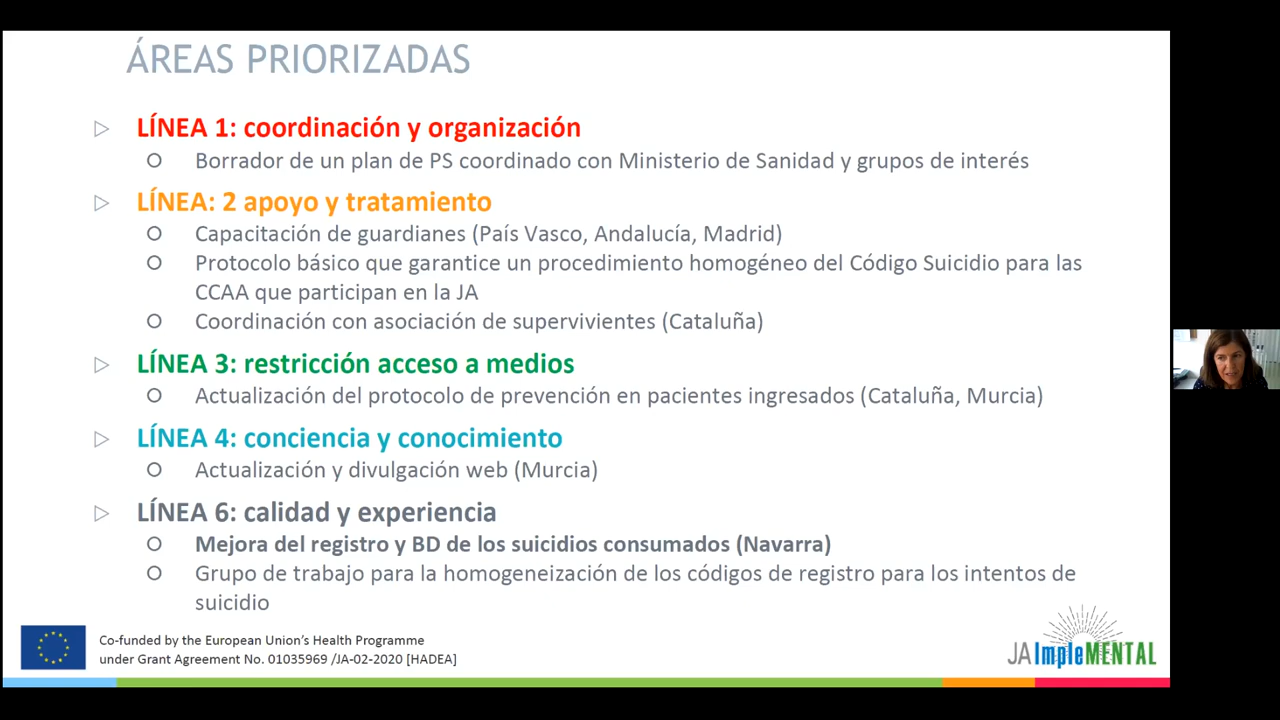 ÁREAS PRIORIZADAS
LÍNEA 1: coordinación y organización
Borrador de un plan de PS coordinado con Ministerio de Sanidad y grupos de interés
LÍNEA: 2 apoyo y tratamiento
Capacitación de guardianes (País Vasco, Andalucía, Madrid)
Protocolo básico que garantice un procedimiento homogéneo del Código Suicidio para las
CCAA que participan en la JA
Coordinación con asociación de supervivientes (Cataluña)
LÍNEA 3: restricción acceso a medios
Actualización del protocolo de prevención en pacientes ingresados (Cataluña, Murcia)
LÍNEA 4: conciencia y conocimiento
Actualización y divulgación web (Murcia)
LÍNEA 6: calidad y experiencia
Mejora del registro y BD de los suicidios consumados (Navarra)
Grupo de trabajo para la homogeneización de los códigos de registro para los intentos de
suicidio
Co-funded by the European Union's Health Programme
under Grant Agreement No. 01035969 /JA-02-2020 [HADEA]
JAImpleMENTAL